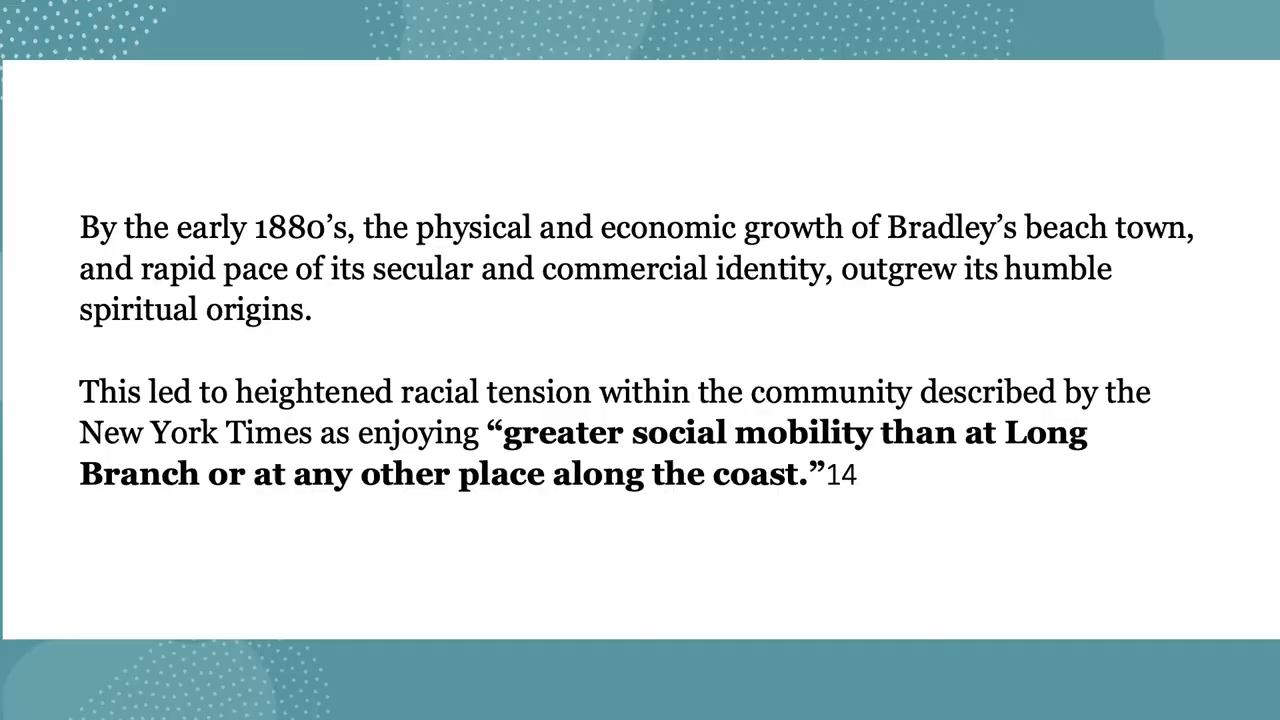 By the early 1880’s, the physical and economic growth of Bradley’s beach town,
and rapid pace of its secular and commercial identity, outgrew its humble
spiritual origins.
This led to heightened racial tension within the community described by the
New York Times as enjoying “greater social mobility than at Long
Branch or at any other place along the coast.”14